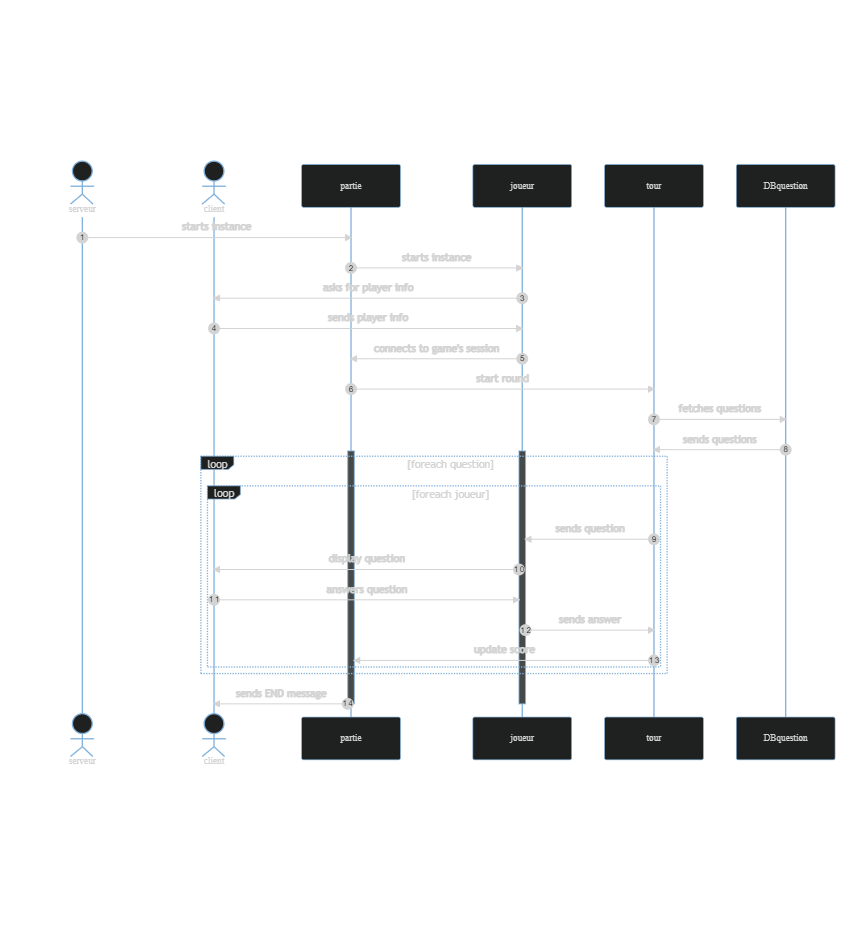 serveur
client
partie
joueur
tour
DBquestion
starts instance
1
starts instance
2
asks for player info
3
sends player info
4
connects to game's session
5
start round
6
fetches questions
7
sends questions
8
loop
[foreach question]
loop
[foreach joueur]
sends question
9
display question
10
answers question
11
sends answer
12
update score
13
sends END message
14
partie
joueur
tour
DBquestion
serveur
client